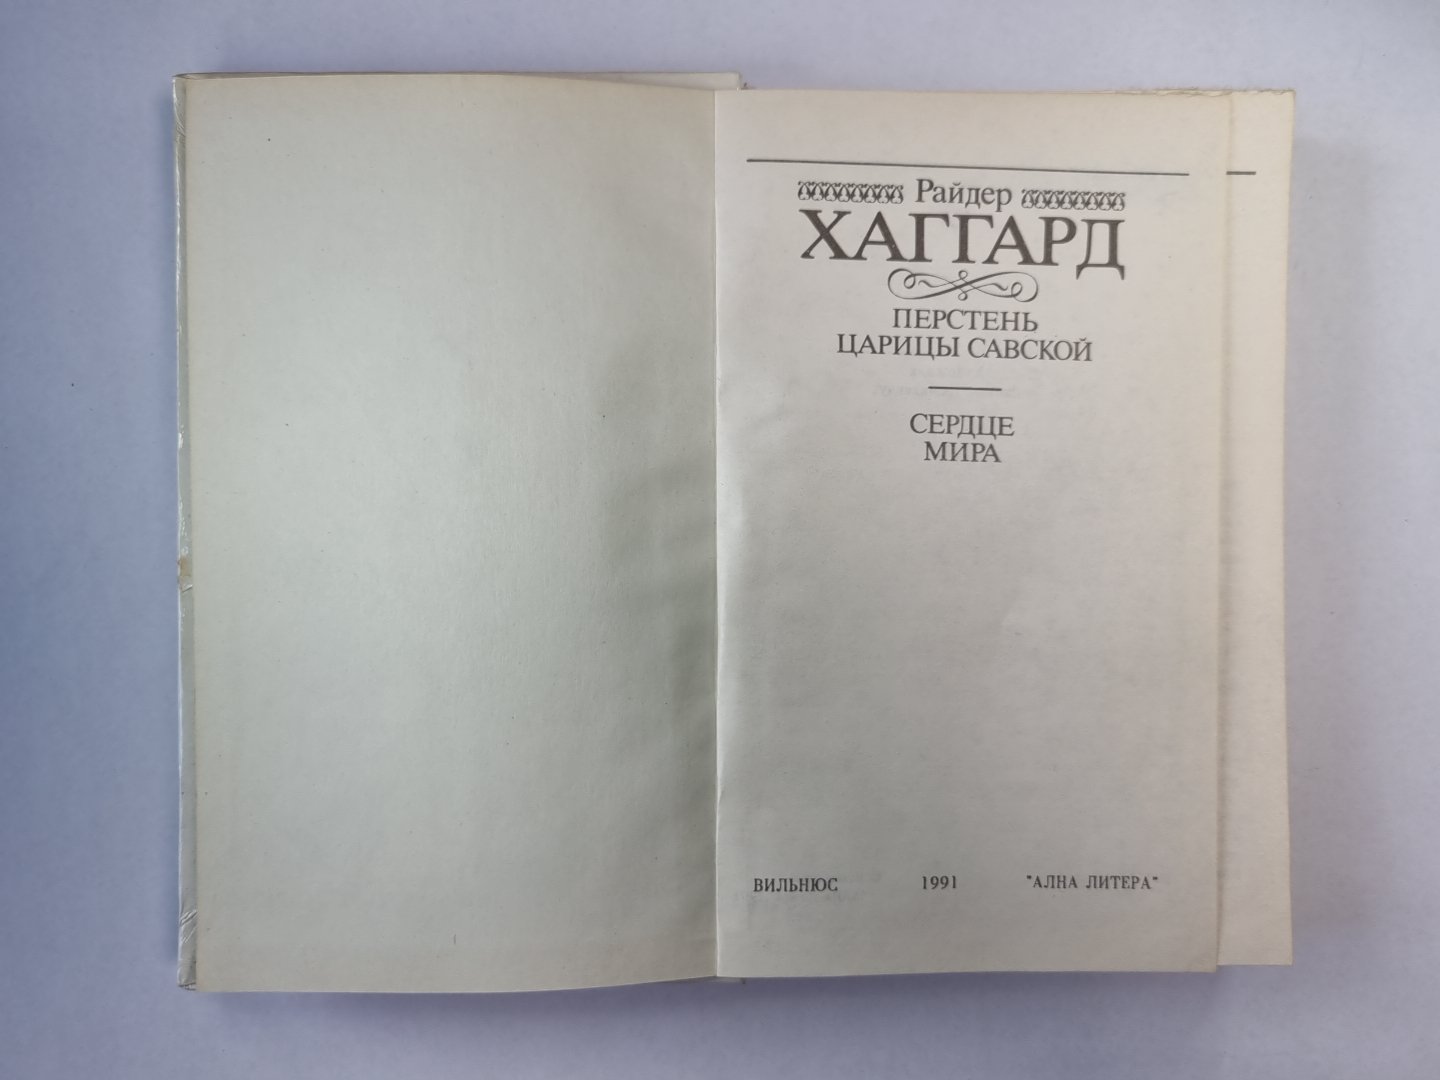 Райдер
ХАГГАРД
ПЕРСТЕНЬ
ЦАРИЦЫ САВСКОЙ
СЕРДЦЕ
МИРА
ВИЛЬНЮС 1991 "АЛНА ЛИТЕРА"